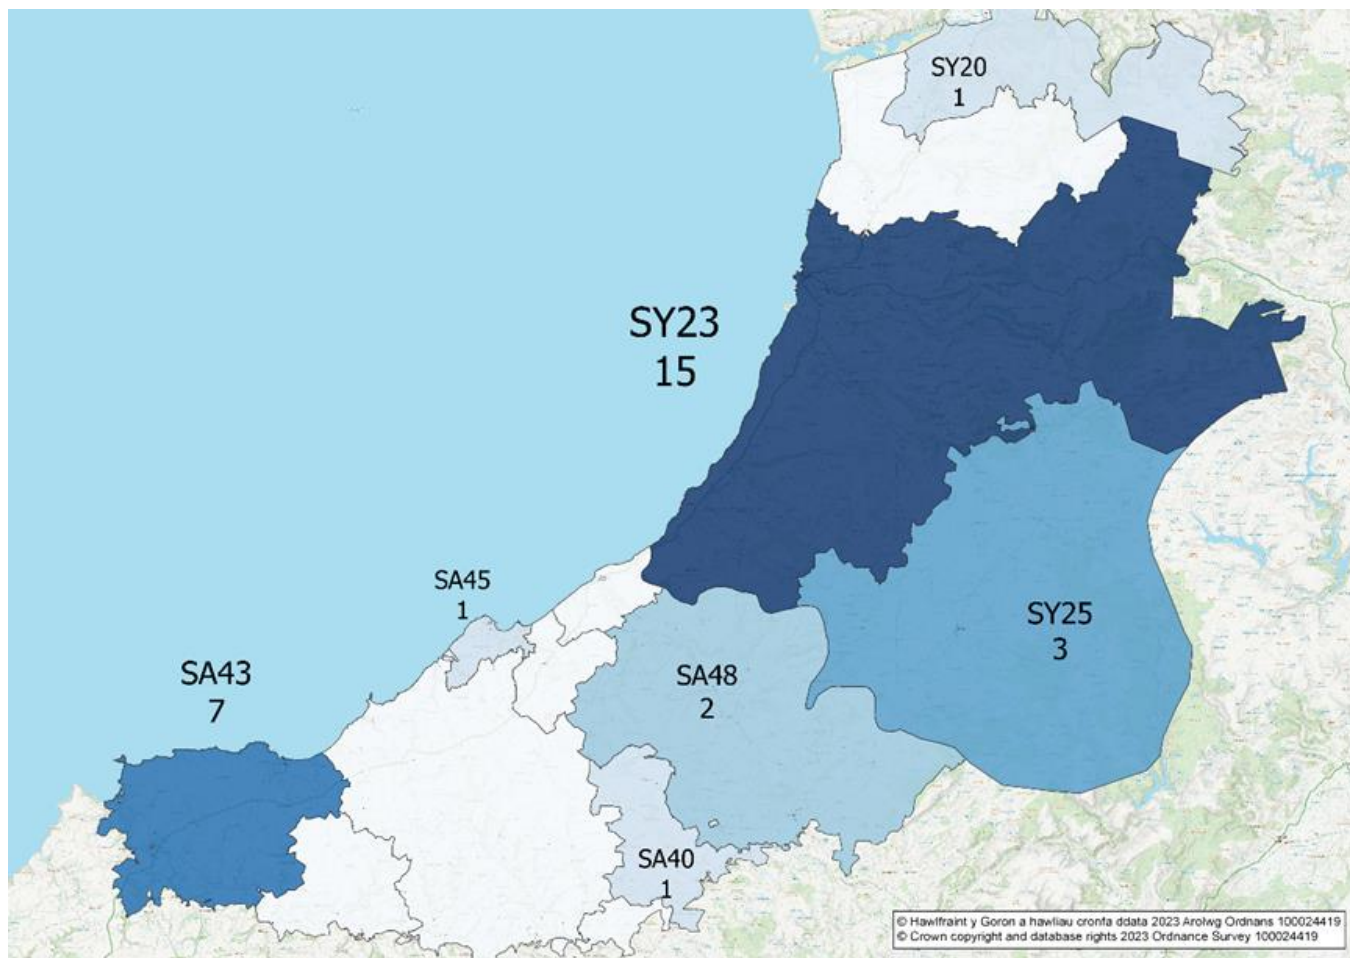 SY20
1
SY23
15
SA45
1
SY25
3
SA43
7
SA48
2
SA40
1
© Hawlfraint y Goron a hawliau cronfa ddata 2023 Arolwg Ordnans 100024419
© Crown copyright and database rights 2023 Ordnance Survey 100024419